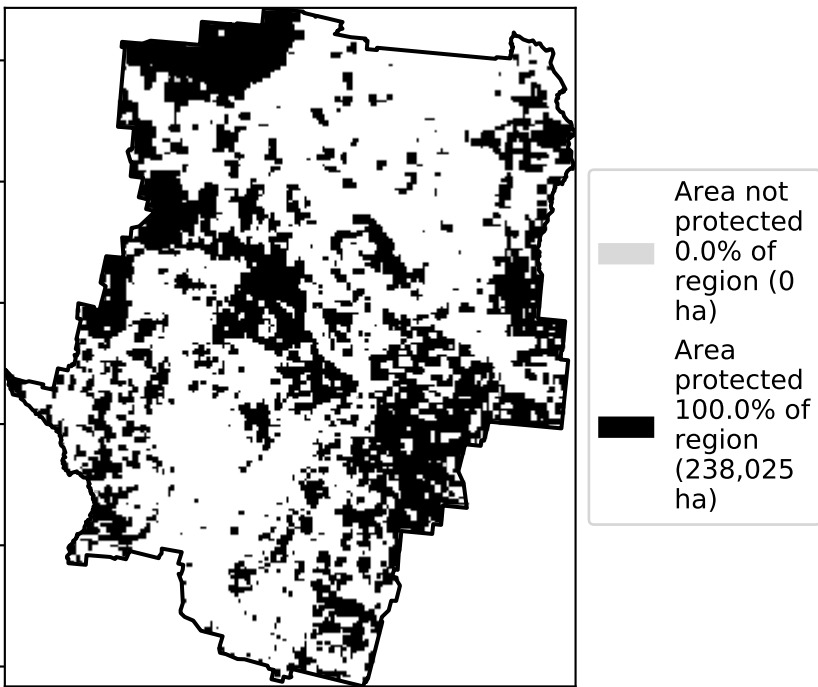 Area not
protected
0.0% of
region (0
ha)
Area
protected
100.0% of
region
(238,025
ha)